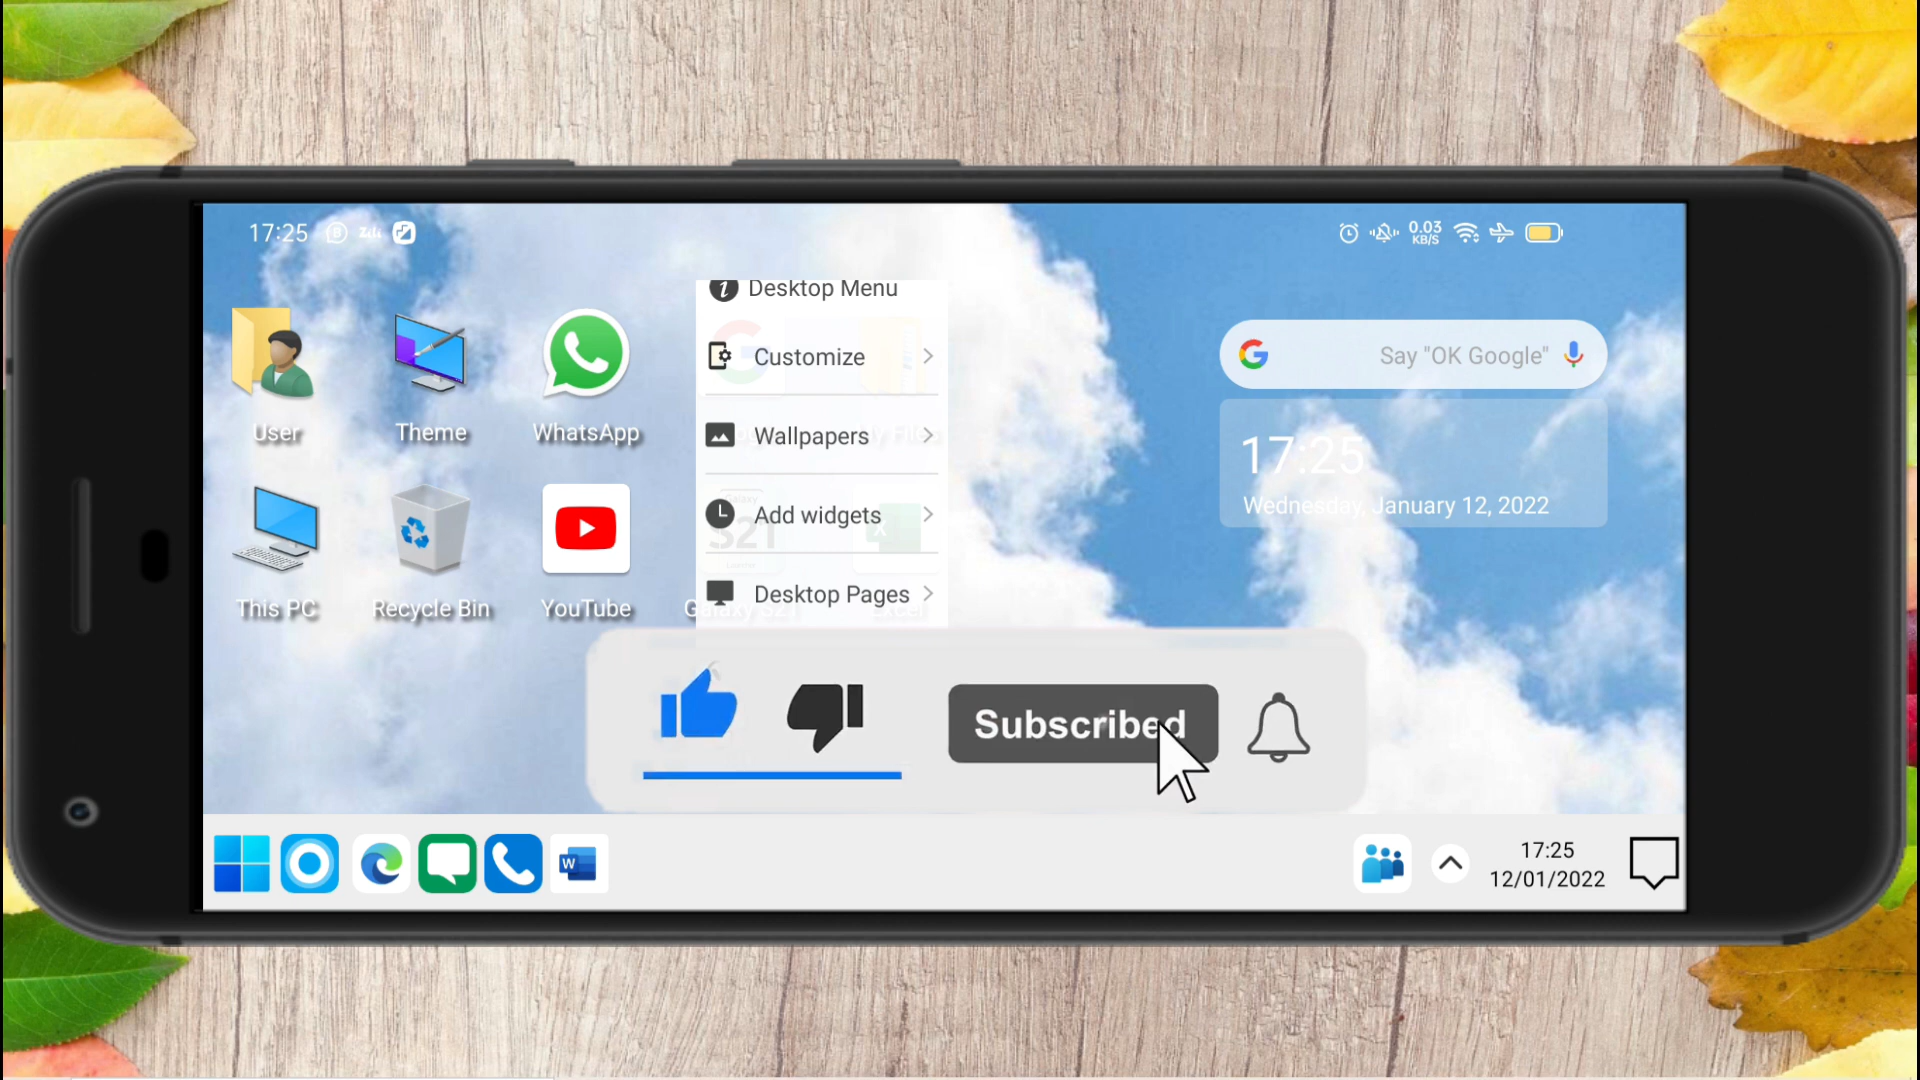 17:25
0.03
KB/S
Desktop Menu
Customize
Say "OK Google"
User
Theme
WhatsApp
Wallpapers
17:25
Wednesday, January 12, 2022
Add widgets
S21
This PC
Recycle Bin
YouTube
Desktop Pages
Subscribed
W
17:25
12/01/2022